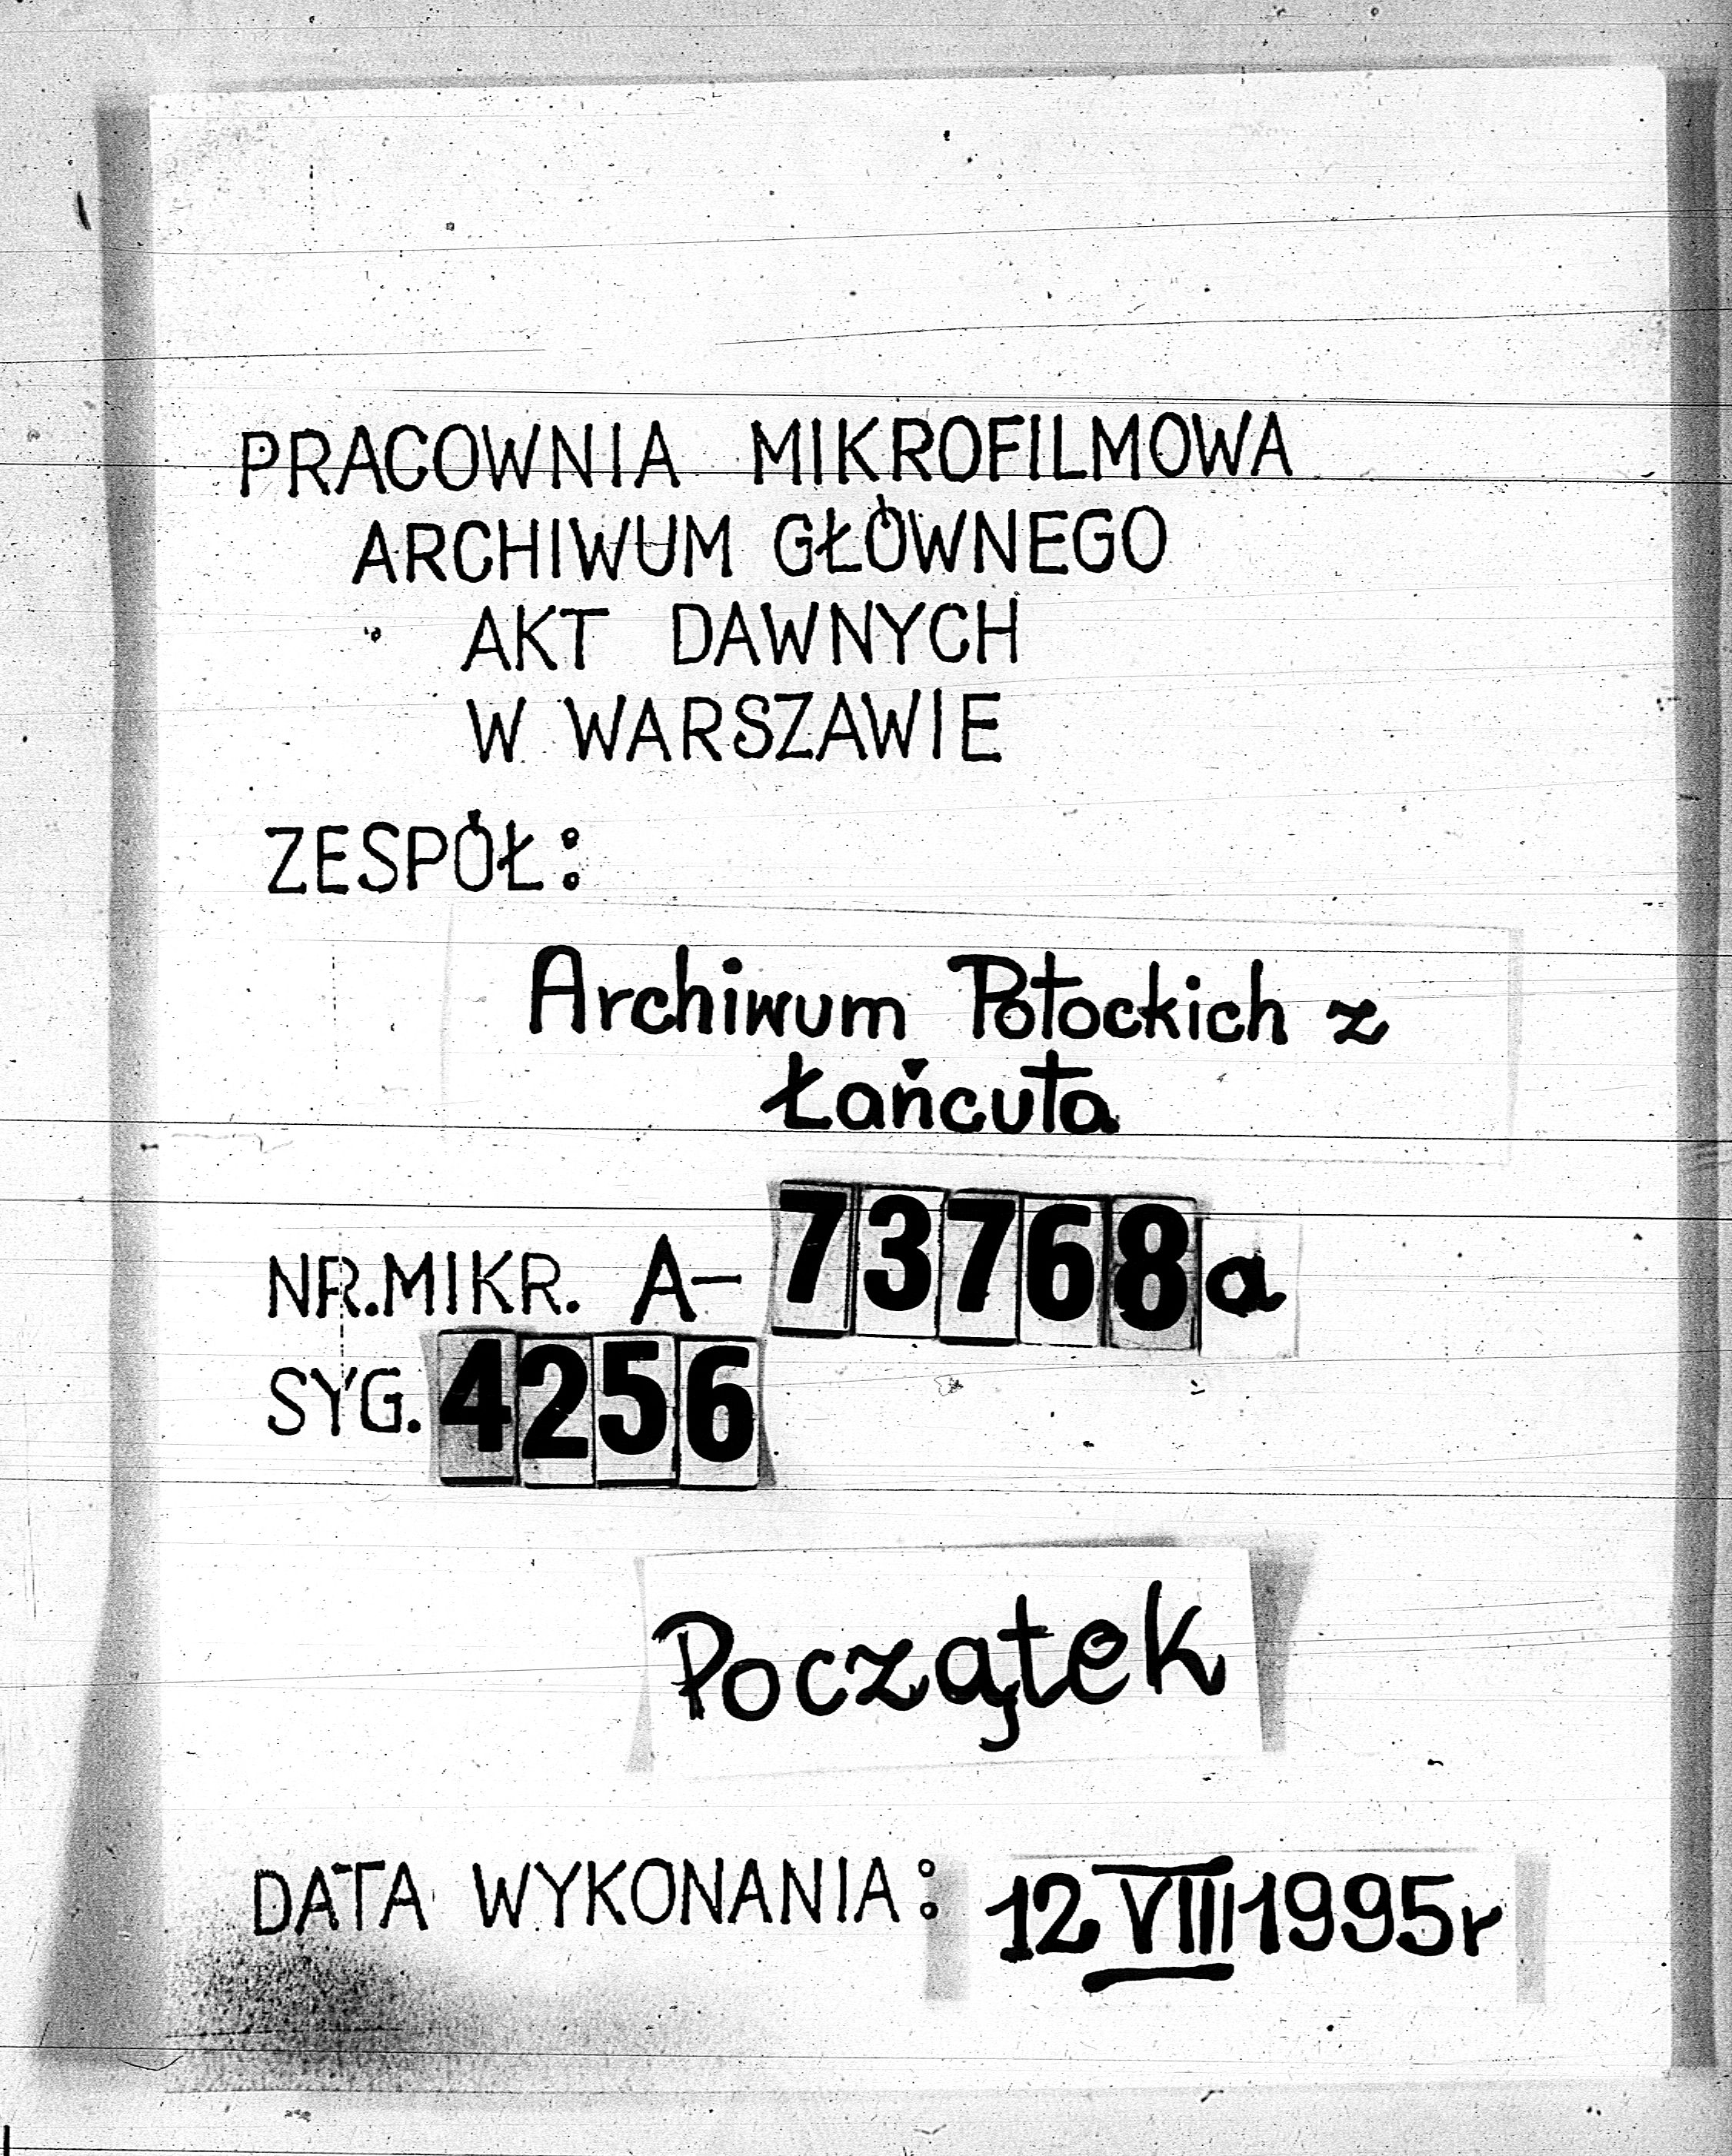 PRACOWNIA MIKROFILMOWA
ARCHIWUM GŁÓWNEGO
AKT DAWNYCH
W WARSZAWIE
ZESPÓŁ:
Archiwum Potockich z
Łańcuta
NR.MIKR. A-73768a
SYG. 4256
Początek
DATA WYKONANIA: 12 VIII 1995r